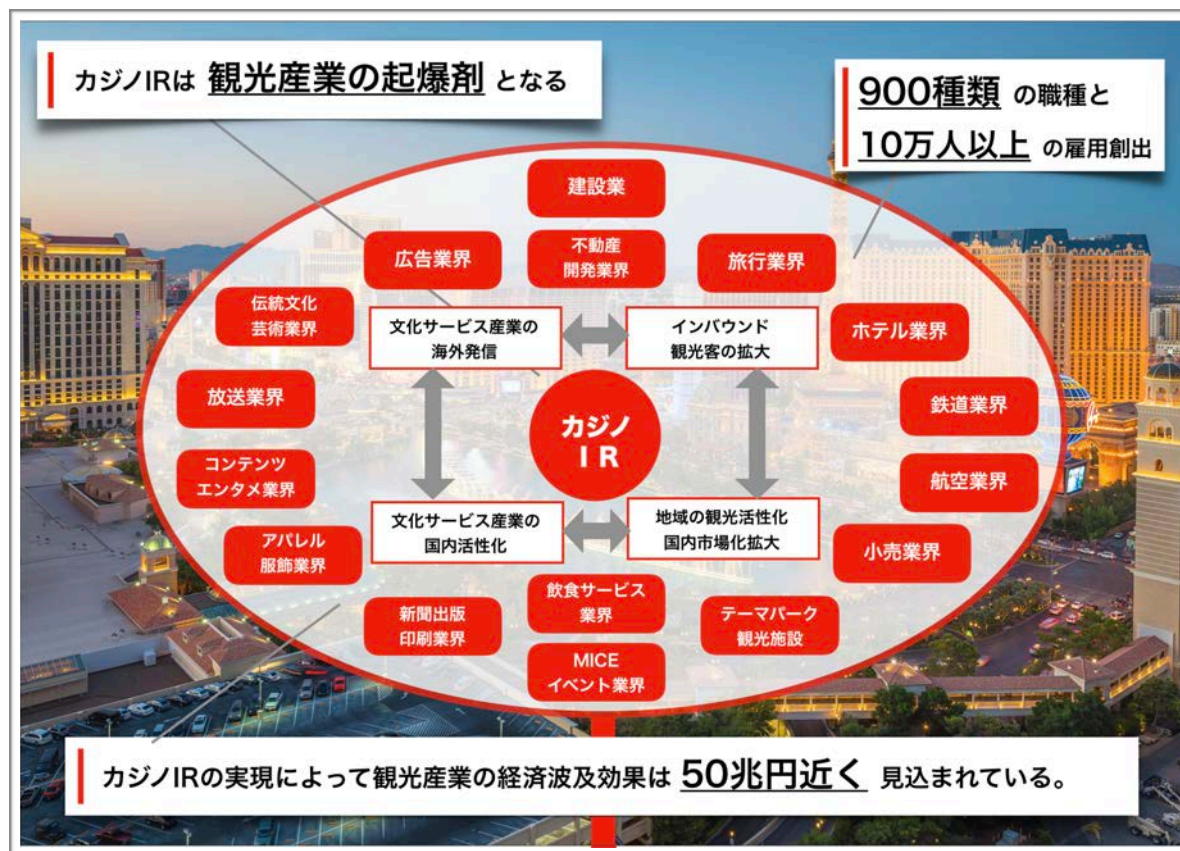 カジノIRは 観光産業の起爆剤 となる
900種類 の職種と
10万人以上 の雇用創出
建設業
広告業界
不動産
開発業界
旅行業界
伝統文化
芸術業界
文化サービス産業の
海外発信
インバウンド
観光客の拡大
ホテル業界
放送業界
カジノ
IR
鉄道業界
コンテンツ
エンタメ業界
航空業界
文化サービス産業の
国内活性化
地域の観光活性化
国内市場化拡大
アパレル
服飾業界
小売業界
新聞出版
印刷業界
飲食サービス
業界
テーマパーク
観光施設
MICE
イベント業界
カジノIRの実現によって観光産業の経済波及効果は 50兆円近く 見込まれている。